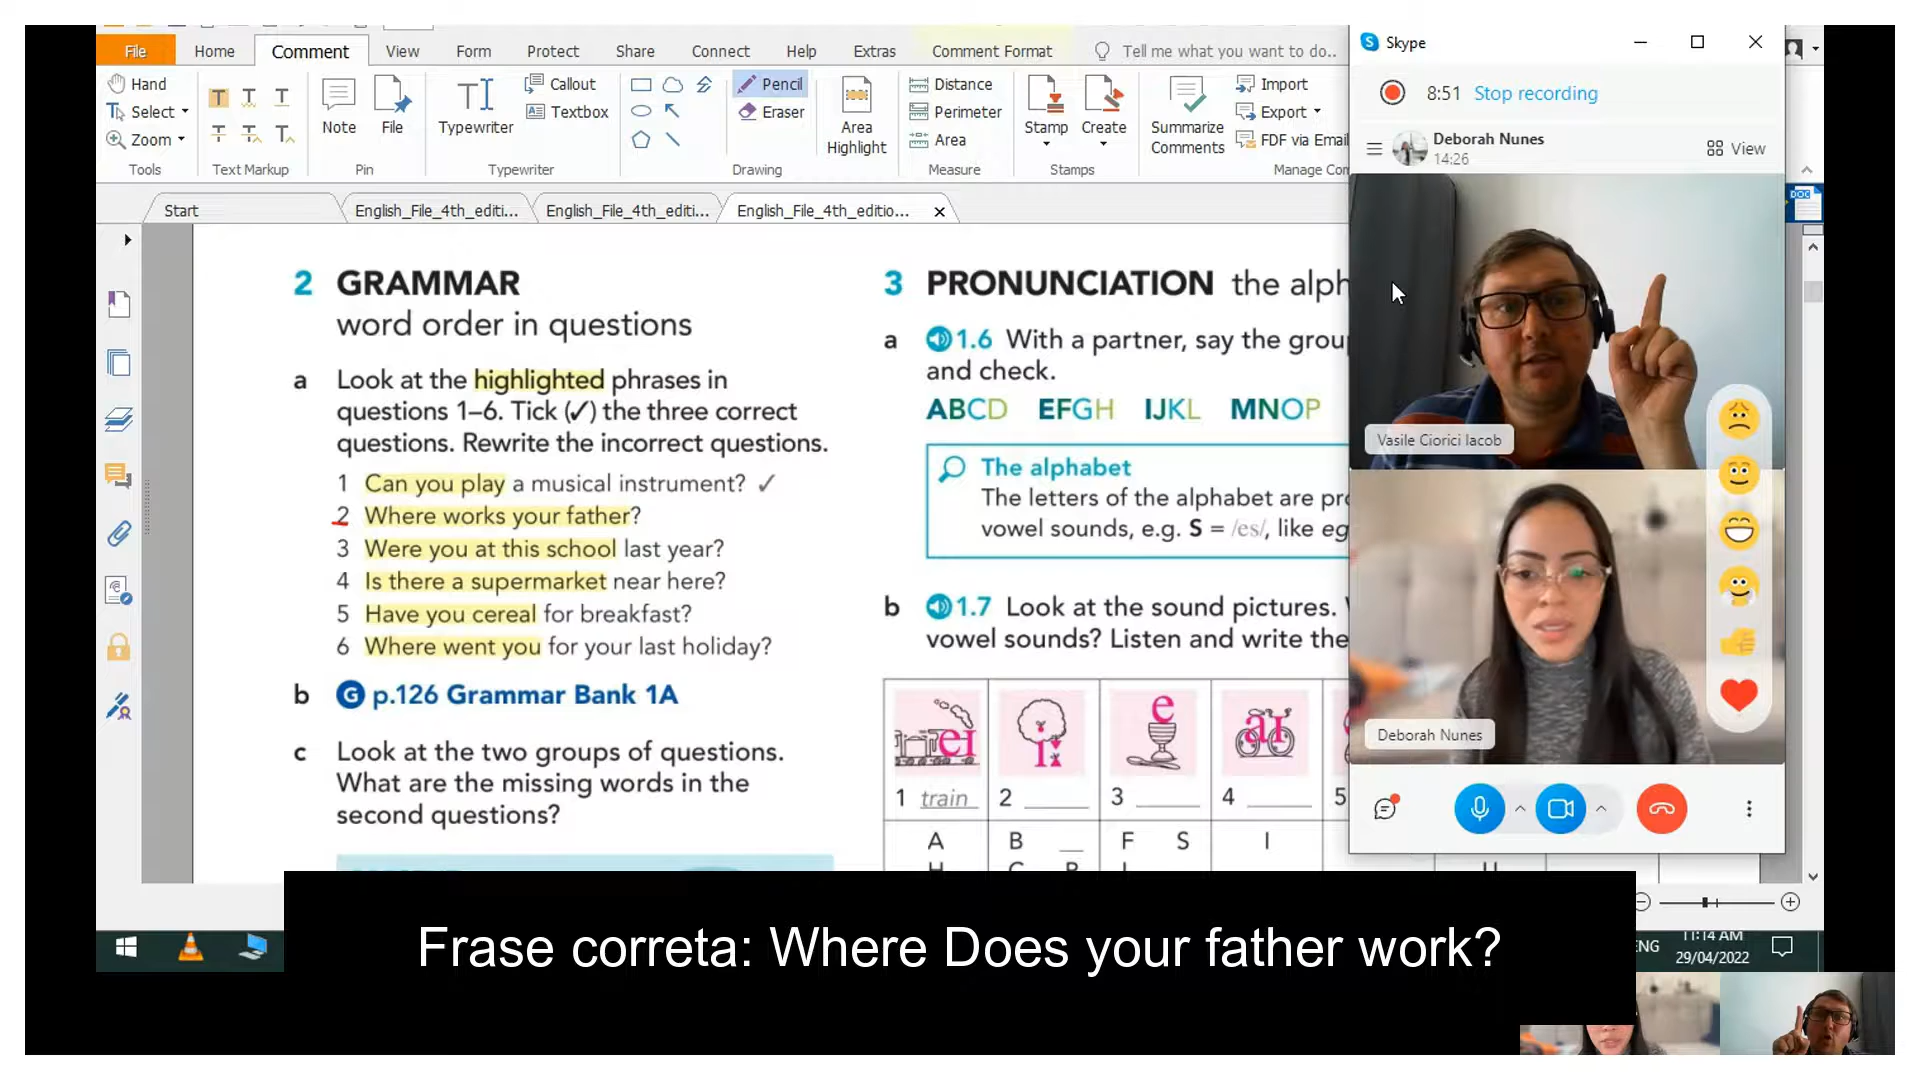 File Home Comment View Form Protect Share Connect Help Extras Comment Format Tell me what you want to do..
Hand
Select
Zoom
Tools
Text Markup
Note
File
Pin
Typewriter
Callout
Textbox
Typewriter
Pencil
Eraser
Drawing
Area
Highlight
Distance
Perimeter
Area
Measure
Stamp
Create
Stamps
Summarize
Comments
Import
Export
FDF via Email
Manage Co
Start English_File_4th_editi... English_File_4th_editi... English_File_4th_editio...
DOC
2 GRAMMAR
word order in questions
a Look at the highlighted phrases in
questions 1–6. Tick (✓) the three correct
questions. Rewrite the incorrect questions.
1 Can you play a musical instrument? ✓
2 Where works your father?
3 Were you at this school last year?
4 Is there a supermarket near here?
5 Have you cereal for breakfast?
6 Where went you for your last holiday?
b G p.126 Grammar Bank 1A
c Look at the two groups of questions.
What are the missing words in the
second questions?
3 PRONUNCIATION the alph
a 1.6 With a partner, say the grou
and check.
ABCD EFGH IJKL MNOP
The alphabet
The letters of the alphabet are pro
vowel sounds, e.g. S = /es/, like eg
b 1.7 Look at the sound pictures.
vowel sounds? Listen and write the
eɪ iː e aɪ
1 train 2 3 4 5
A B F S I
Skype
8:51 Stop recording
Deborah Nunes
14:26
View
Vasile Ciorici Iacob
Deborah Nunes
Frase correta: Where Does your father work?
ENG
11:14 AM
29/04/2022